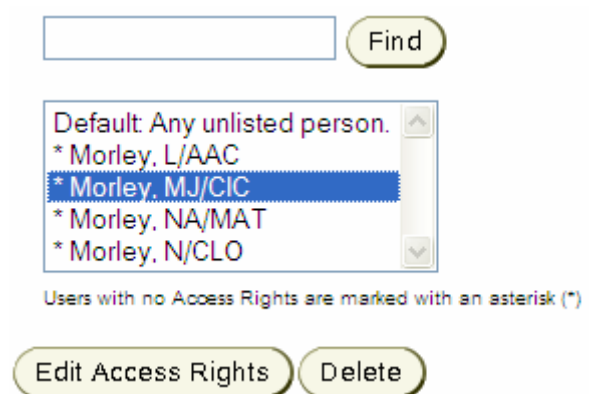 Find
Default: Any unlisted person.
* Morley, L/AAC
* Morley, MJ/CIC
* Morley, NA/MAT
* Morley, N/CLO
Users with no Access Rights are marked with an asterisk (*)
Edit Access Rights Delete